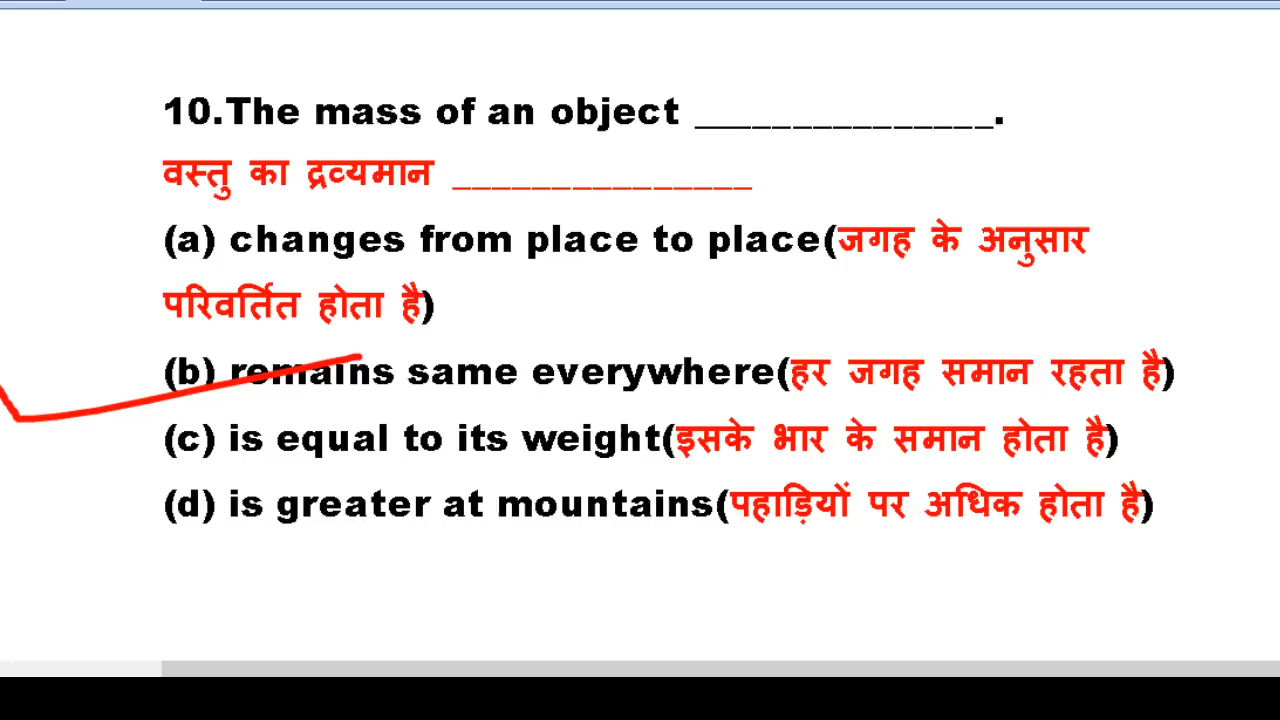 10.The mass of an object _______________.
वस्तु का द्रव्यमान _______________
(a) changes from place to place(जगह के अनुसार
परिवर्तित होता है)
(b) remains same everywhere(हर जगह समान रहता है)
(c) is equal to its weight(इसके भार के समान होता है)
(d) is greater at mountains(पहाड़ियों पर अधिक होता है)